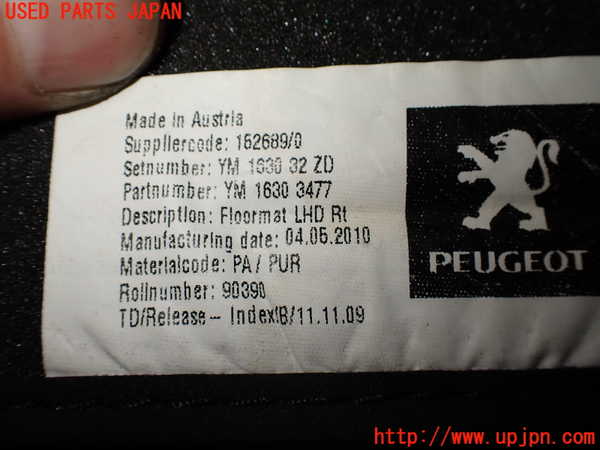 USED PARTS JAPAN
Made in Austria
Suppliercode: 152689/0
Setnumber: YM 1630 32 ZD
Partnumber: YM 1630 3477
Description: Floormat LHD Rt
Manufacturing date: 04.05.2010
Materialcode: PA / PUR
Rollnumber: 90390
TD/Release - Index:B/11.11.09
PEUGEOT
http://www.upjpn.com/